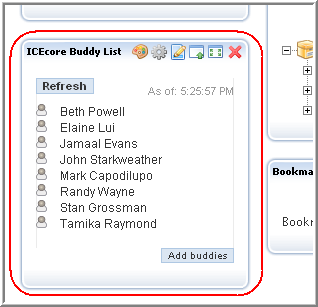 ICEcore Buddy List
Refresh
As of: 5:25:57 PM
Beth Powell
Elaine Lui
Jamaal Evans
John Starkweather
Mark Capodilupo
Randy Wayne
Stan Grossman
Tamika Raymond
Add buddies
Bookma
Bookm